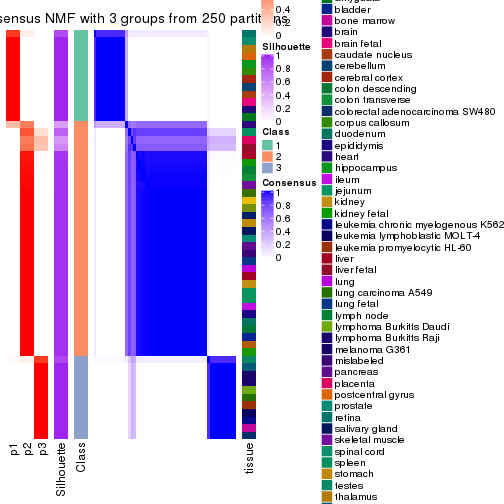 sensus NMF with 3 groups from 250 partitions
p1
p2
p3
Silhouette
Class
tissue
0.4
0.2
0
Silhouette
1
0.8
0.6
0.4
0.2
0
Class
1
2
3
Consensus
1
0.8
0.6
0.4
0.2
0
bladder
bone marrow
brain
brain fetal
caudate nucleus
cerebellum
cerebral cortex
colon descending
colon transverse
colorectal adenocarcinoma SW480
corpus callosum
duodenum
epididymis
heart
hippocampus
ileum
jejunum
kidney
kidney fetal
leukemia chronic myelogenous K562
leukemia lymphoblastic MOLT-4
leukemia promyelocytic HL-60
liver
liver fetal
lung
lung carcinoma A549
lung fetal
lymph node
lymphoma Burkitts Daudi
lymphoma Burkitts Raji
melanoma G361
mislabeled
pancreas
placenta
postcentral gyrus
prostate
retina
salivary gland
skeletal muscle
spinal cord
spleen
stomach
testes
thalamus